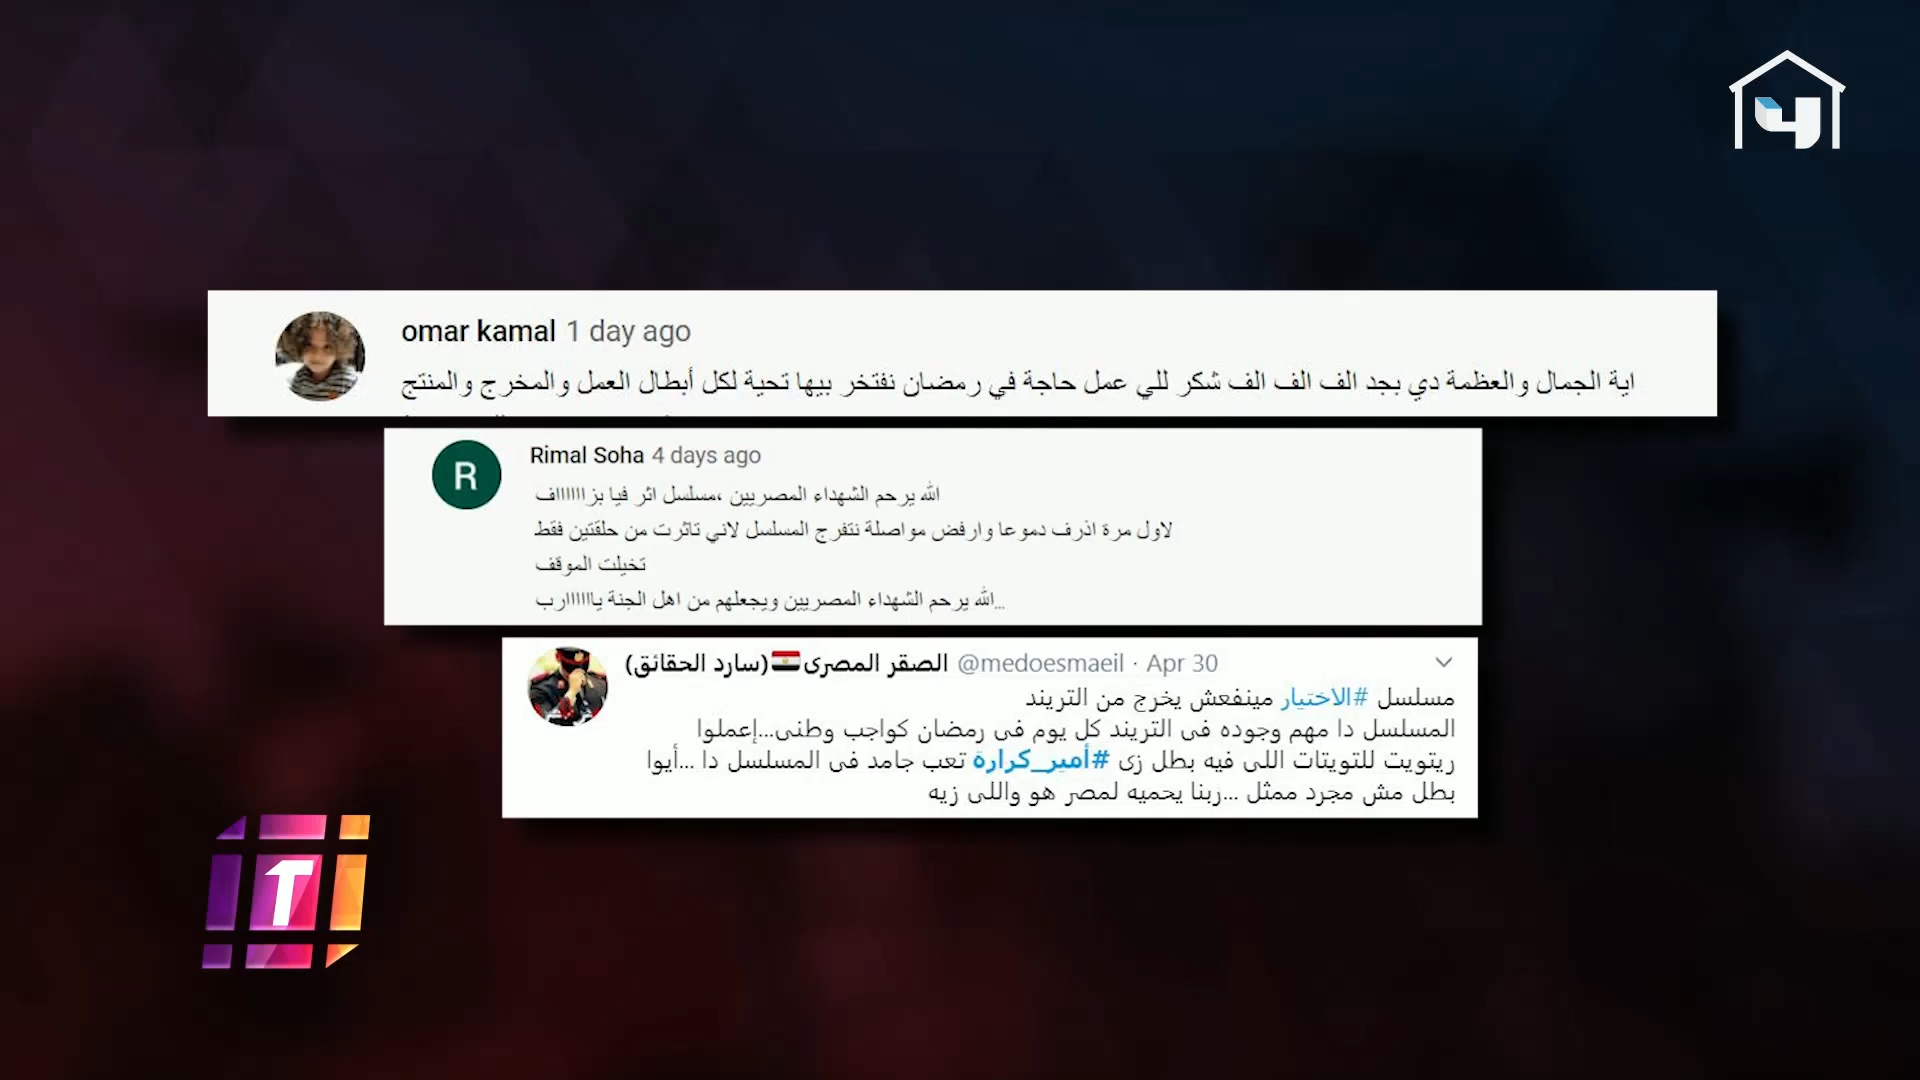 omar kamal 1 day ago
اية الجمال والعظمة دي بجد الف الف الف شكر للي عمل حاجة في رمضان نفتخر بيها تحية لكل أبطال العمل والمخرج والمنتج
R
Rimal Soha 4 days ago
الله يرحم الشهداء المصريين ،مسلسل اثر فيا بزااااااف
لاول مرة اذرف دموعا وارفض مواصلة نتفرج المسلسل لاني تاثرت من حلقتين فقط
تخيلت الموقف
الله يرحم الشهداء المصريين ويجعلهم من اهل الجنة ياااااارب...
الصقر المصرى (سارد الحقائق) @medoesmaeil · Apr 30
مسلسل #الاختيار مينفعش يخرج من التريند
المسلسل دا مهم وجوده فى التريند كل يوم فى رمضان كواجب وطنى...إعملوا
ريتويت للتويتات اللى فيه بطل زى #أمير_كرارة تعب جامد فى المسلسل دا ...أيوا
بطل مش مجرد ممثل ...ربنا يحميه لمصر هو واللى زيه
T
4